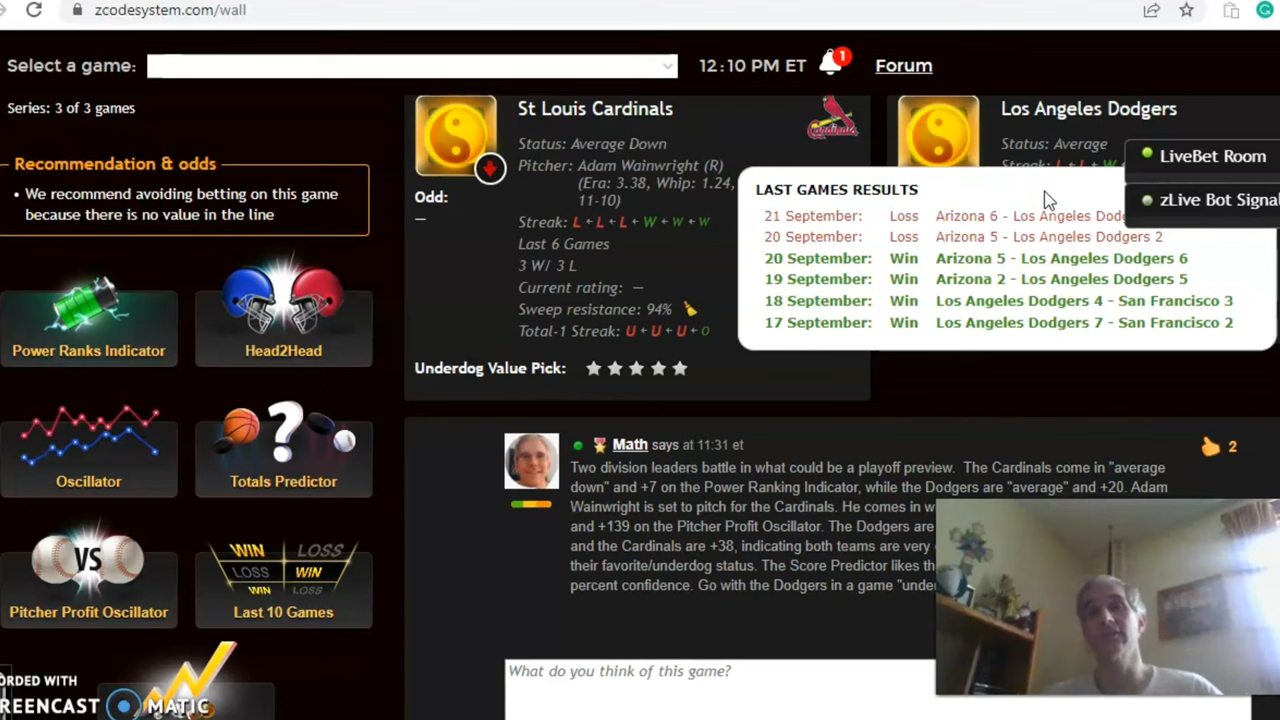 zcodesystem.com/wall
Select a game:
12:10 PM ET
1
Forum
Series: 3 of 3 games
Recommendation & odds
• We recommend avoiding betting on this game
because there is no value in the line
Power Ranks Indicator
Head2Head
Oscillator
Totals Predictor
VS
Pitcher Profit Oscillator
WIN LOSS
LOSS WIN
WIN LOSS
Last 10 Games
ORDED WITH
REENCAST MATIC
St Louis Cardinals
Cardinals
Status: Average Down
Pitcher: Adam Wainwright (R)
(Era: 3.38, Whip: 1.24,
11-10)
Odd:
—
Streak: L ← L ← L ← W ← W ← W
Last 6 Games
3 W/ 3 L
Current rating: —
Sweep resistance: 94%
Total-1 Streak: U ← U ← U ← O
Underdog Value Pick:
Los Angeles Dodgers
Status: Average
LiveBet Room
zLive Bot Signal
LAST GAMES RESULTS
21 September: Loss Arizona 6 - Los Angeles
20 September: Loss Arizona 5 - Los Angeles Dodgers 2
20 September: Win Arizona 5 - Los Angeles Dodgers 6
19 September: Win Arizona 2 - Los Angeles Dodgers 5
18 September: Win Los Angeles Dodgers 4 - San Francisco 3
17 September: Win Los Angeles Dodgers 7 - San Francisco 2
Math says at 11:31 et
2
Two division leaders battle in what could be a playoff preview. The Cardinals come in "average
down" and +7 on the Power Ranking Indicator, while the Dodgers are "average" and +20. Adam
Wainwright is set to pitch for the Cardinals. He comes in
and +139 on the Pitcher Profit Oscillator. The Dodgers are
and the Cardinals are +38, indicating both teams are very
their favorite/underdog status. The Score Predictor likes
percent confidence. Go with the Dodgers in a game "unde
What do you think of this game?